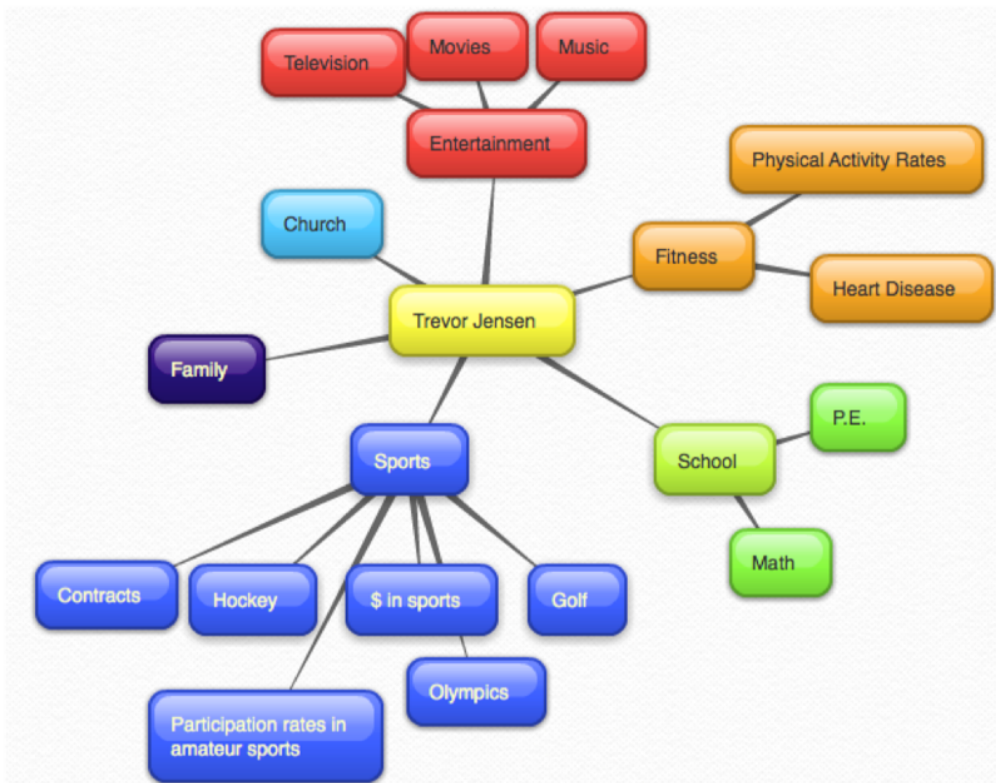 Movies
Music
Television
Entertainment
Physical Activity Rates
Church
Fitness
Heart Disease
Trevor Jensen
Family
P.E.
Sports
School
Math
Contracts
Hockey
$ in sports
Golf
Olympics
Participation rates in
amateur sports